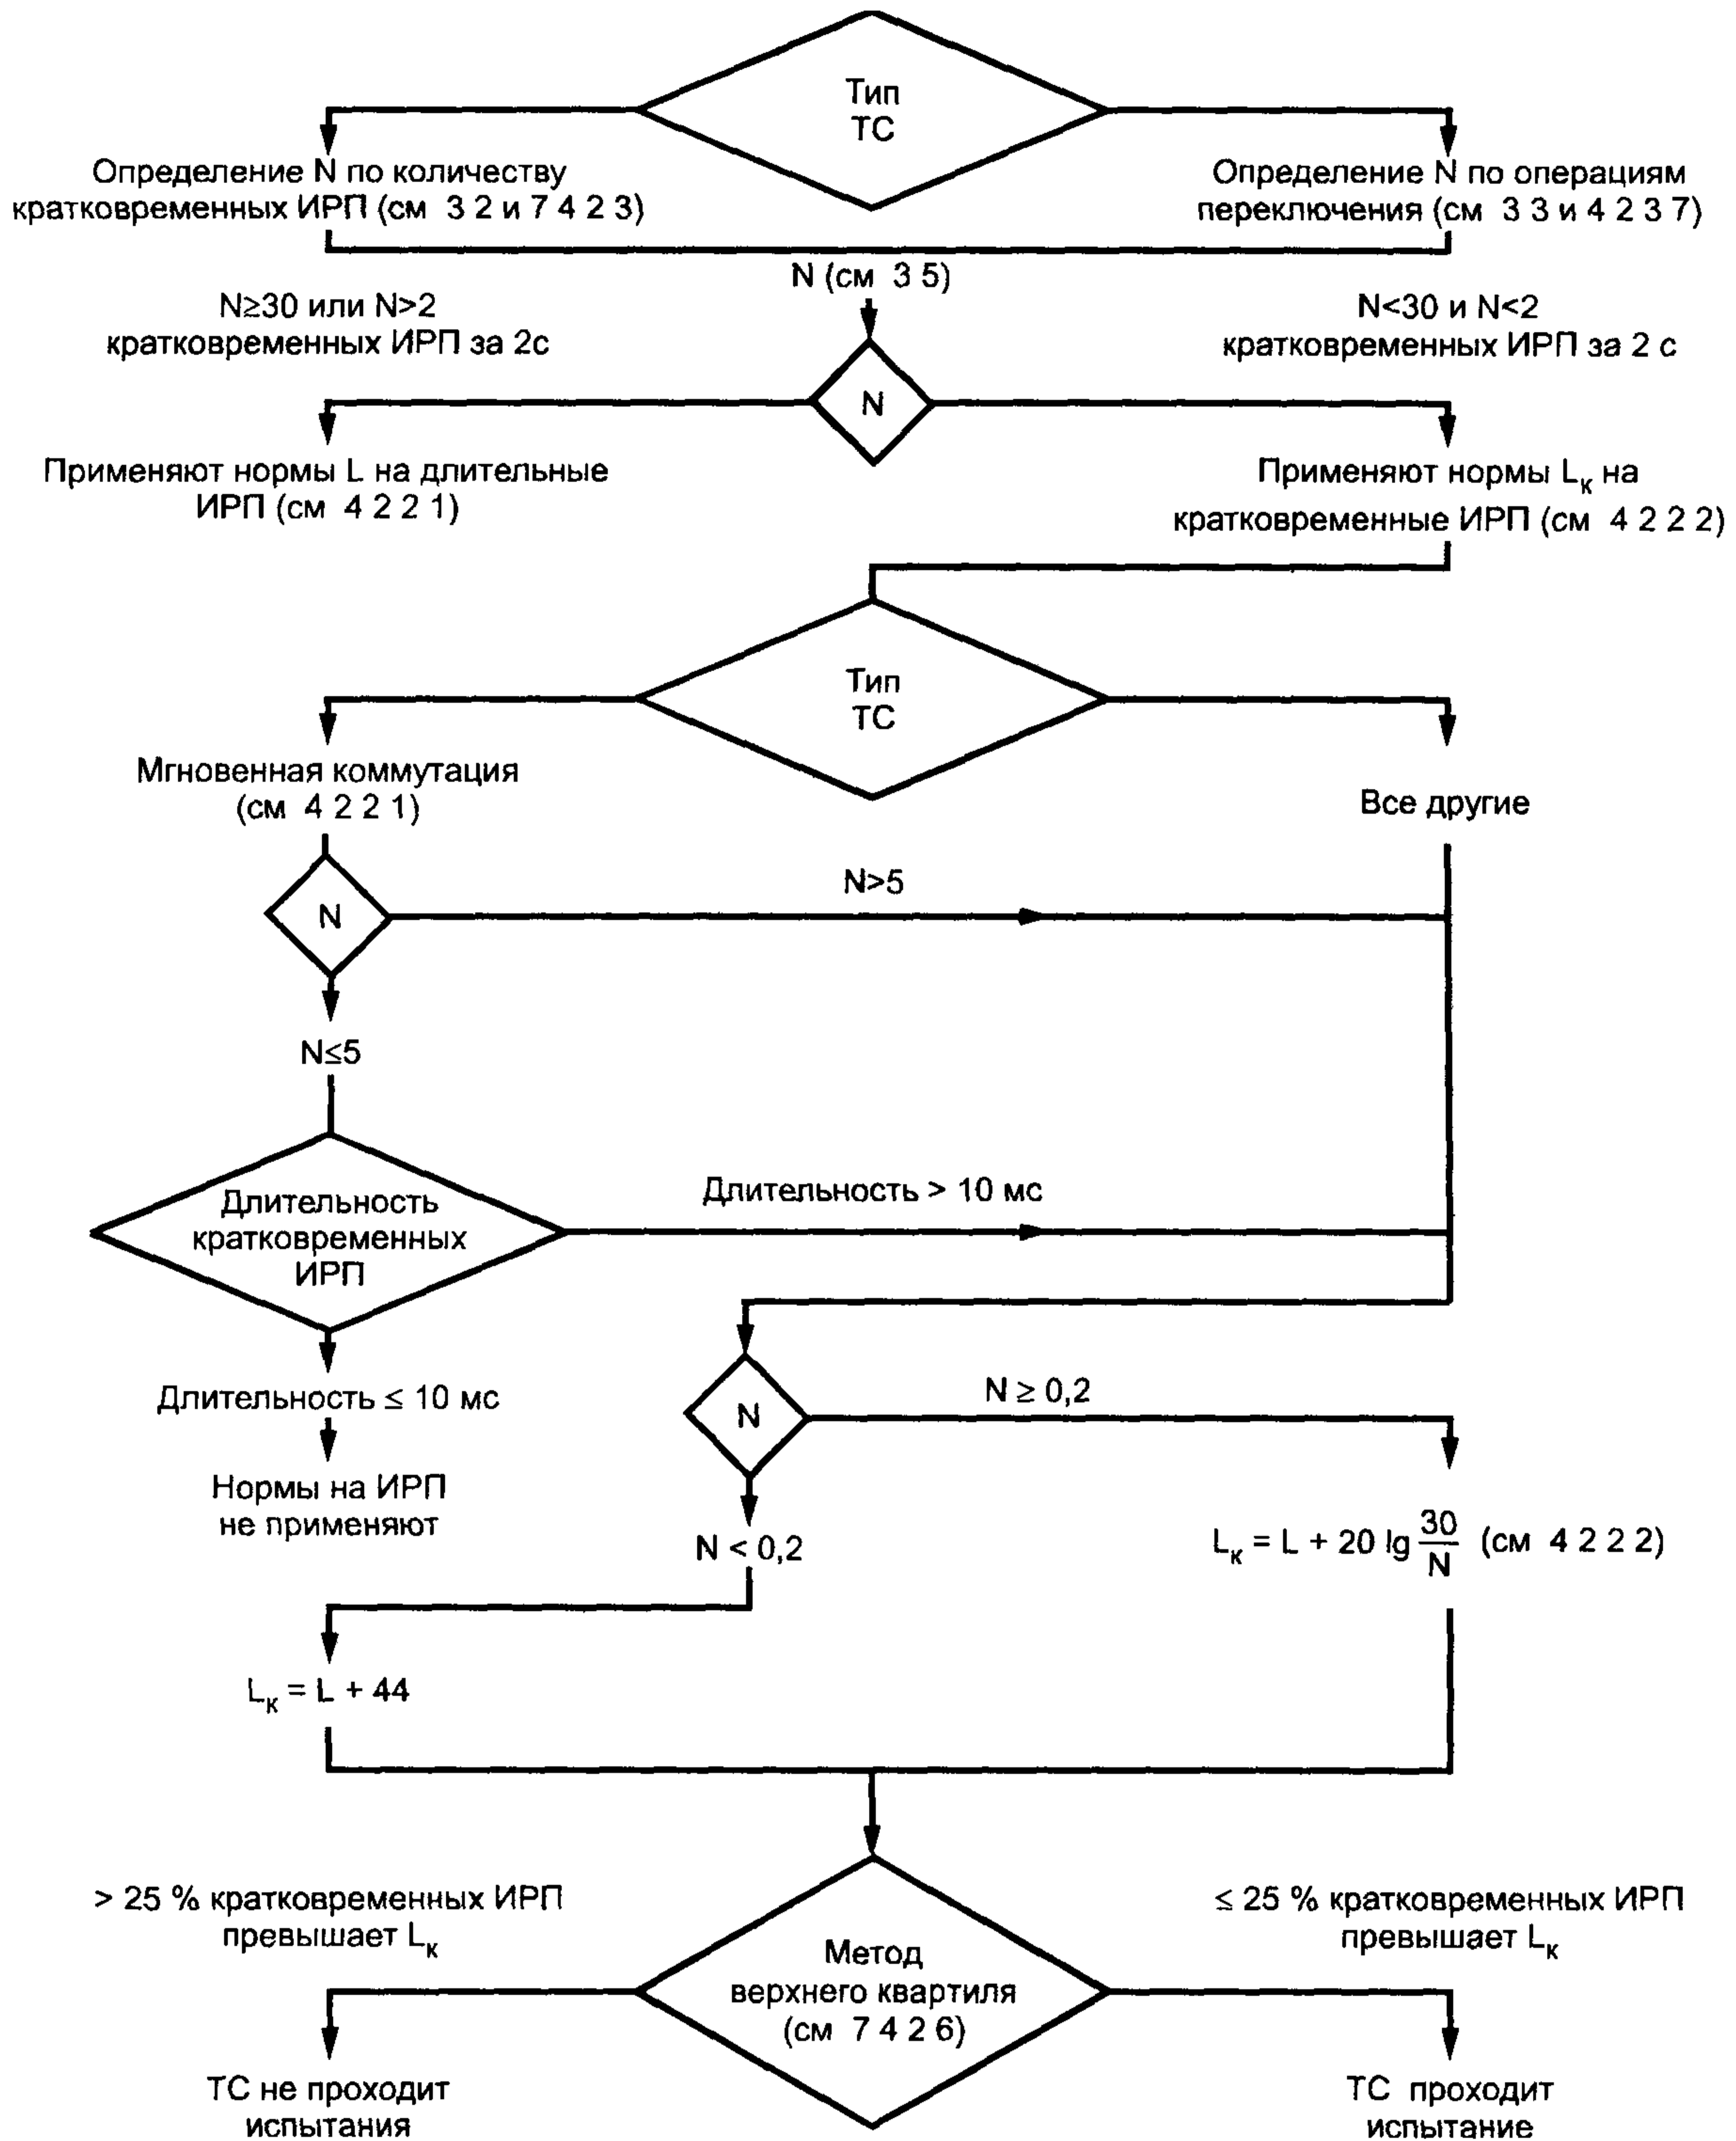 Тип
ТС
Определение N по количеству
кратковременных ИРП (см 3 2 и 7 4 2 3)
Определение N по операциям
переключения (см 3 3 и 4 2 3 7)
N (см 3 5)
N≥30 или N>2
кратковременных ИРП за 2с
N<30 и N<2
кратковременных ИРП за 2 с
N
Применяют нормы L на длительные
ИРП (см 4 2 2 1)
Применяют нормы Lк на
кратковременные ИРП (см 4 2 2 2)
Тип
ТС
Мгновенная коммутация
(см 4 2 2 1)
Все другие
N
N>5
N≤5
Длительность
кратковременных
ИРП
Длительность > 10 мс
Длительность ≤ 10 мс
Нормы на ИРП
не применяют
N
N ≥ 0,2
N < 0,2
Lк = L + 20 lg 30/N (см 4 2 2 2)
Lк = L + 44
> 25 % кратковременных ИРП
превышает Lк
≤ 25 % кратковременных ИРП
превышает Lк
Метод
верхнего квартиля
(см 7 4 2 6)
ТС не проходит
испытания
ТС проходит
испытание